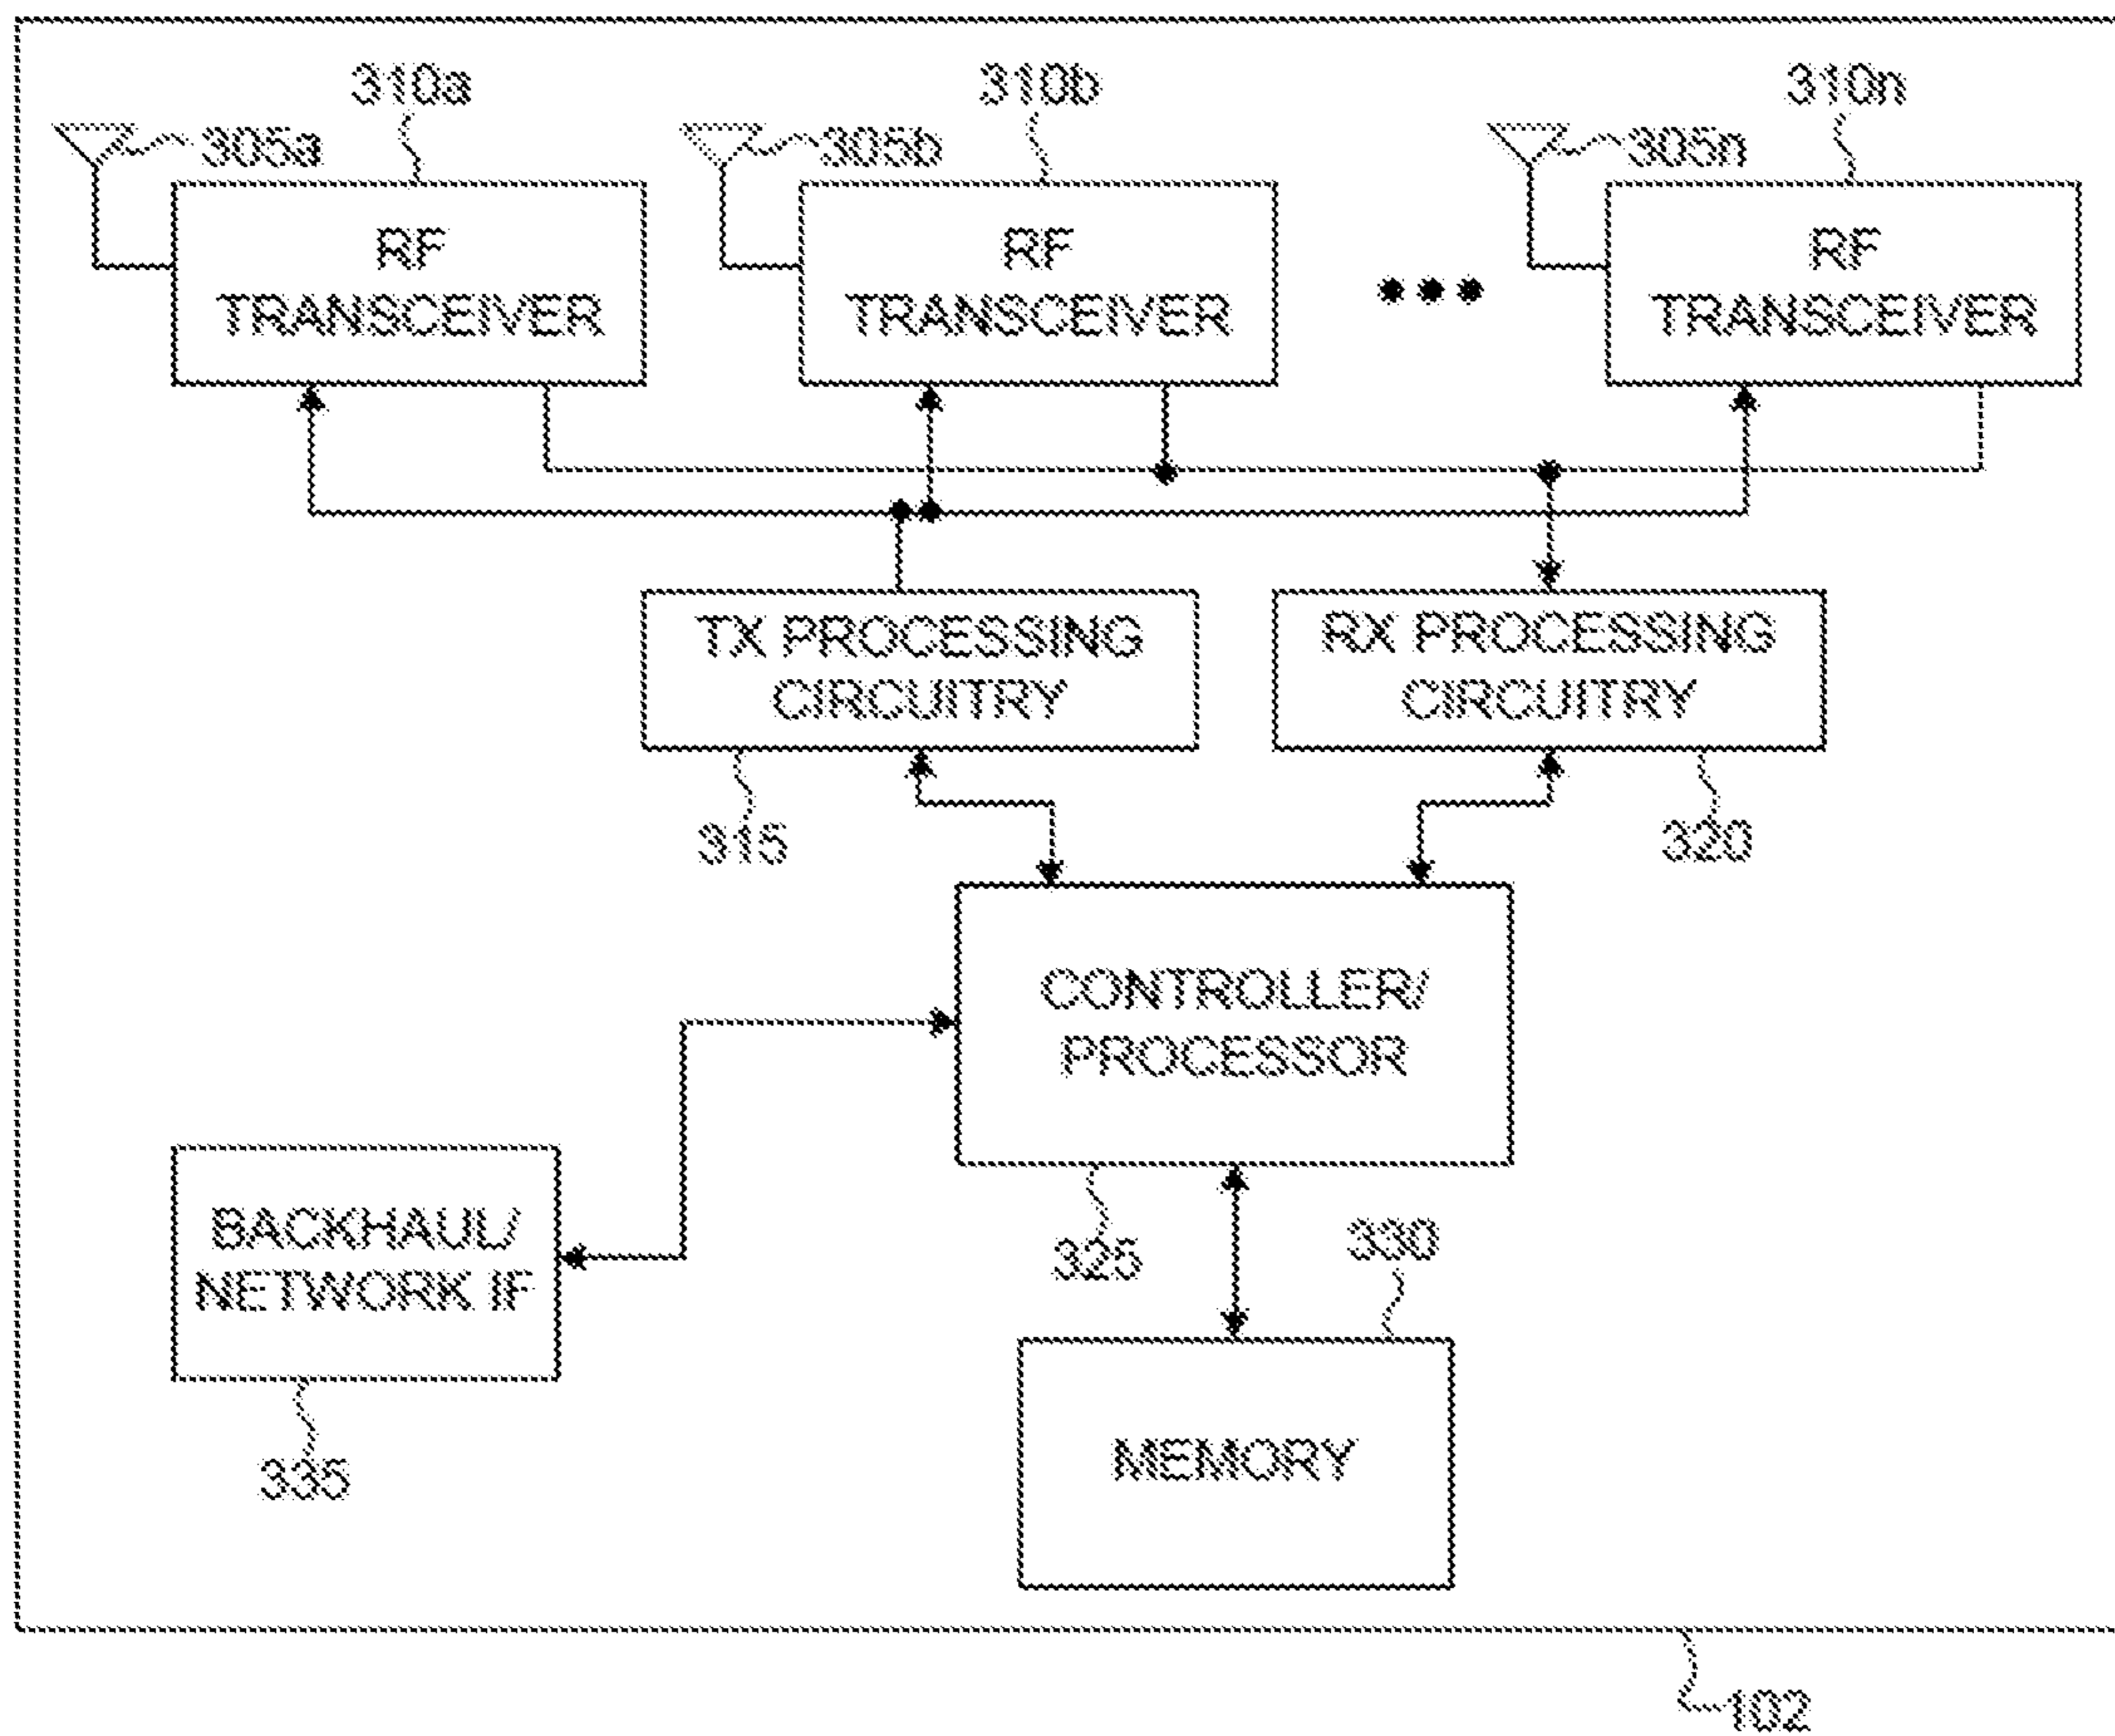 310a
310b
310n
305a
305b
305n
RF
TRANSCEIVER
RF
TRANSCEIVER
RF
TRANSCEIVER
TX PROCESSING
CIRCUITRY
RX PROCESSING
CIRCUITRY
315
320
CONTROLLER/
PROCESSOR
BACKHAUL/
NETWORK IF
325
330
335
MEMORY
102